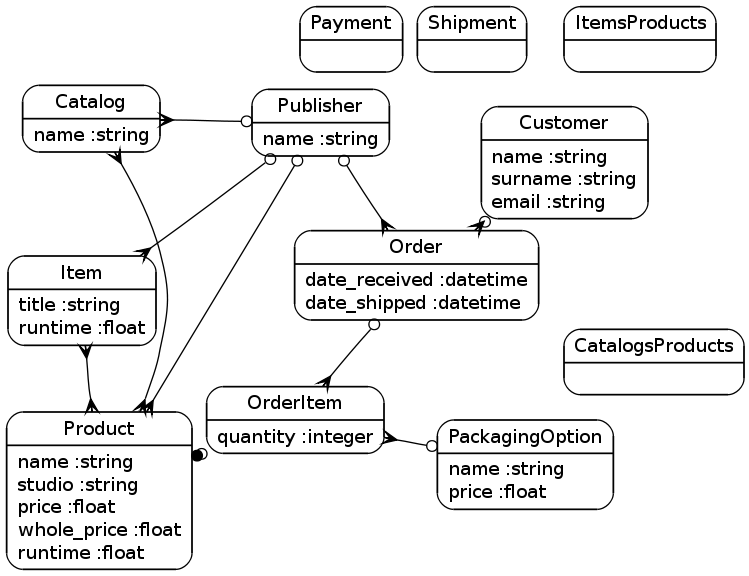 Payment
Shipment
ItemsProducts
Catalog
name :string
Publisher
name :string
Customer
name :string
surname :string
email :string
Order
date_received :datetime
date_shipped :datetime
Item
title :string
runtime :float
CatalogsProducts
OrderItem
quantity :integer
Product
name :string
studio :string
price :float
whole_price :float
runtime :float
PackagingOption
name :string
price :float